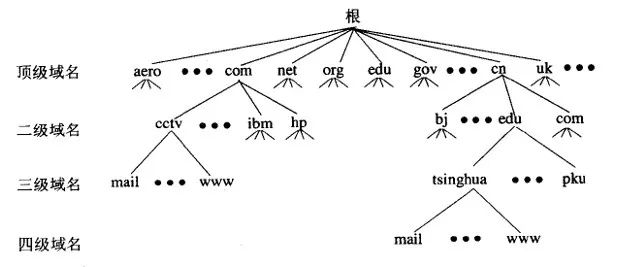 根
顶级域名 aero ••• com net org edu gov ••• cn uk •••
二级域名 cctv ••• ibm hp bj ••• edu com
三级域名 mail ••• www tsinghua ••• pku
四级域名 mail ••• www